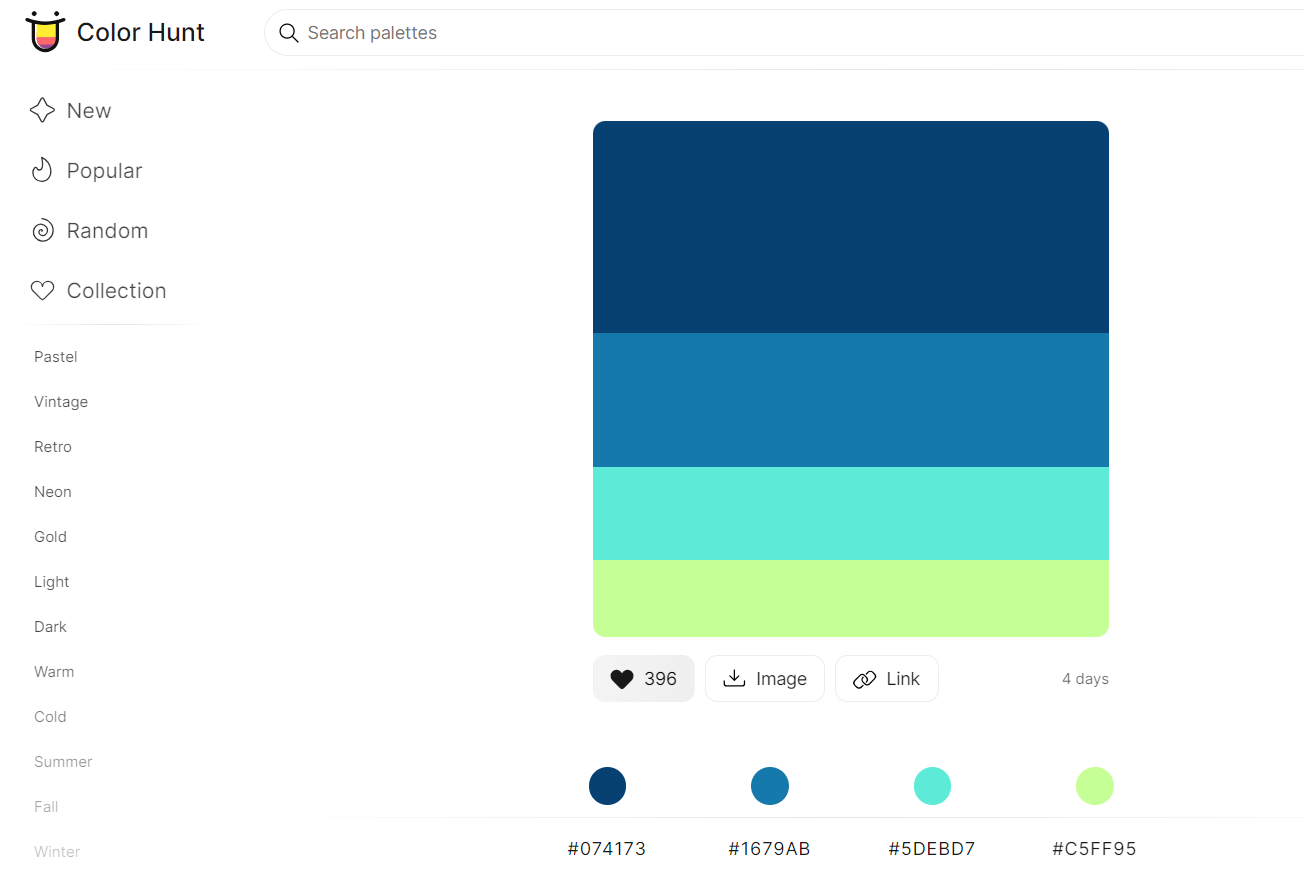 Color Hunt
Search palettes
New
Popular
Random
Collection
Pastel
Vintage
Retro
Neon
Gold
Light
Dark
Warm
Cold
Summer
Fall
Winter
396
Image
Link
4 days
#074173
#1679AB
#5DEBD7
#C5FF95